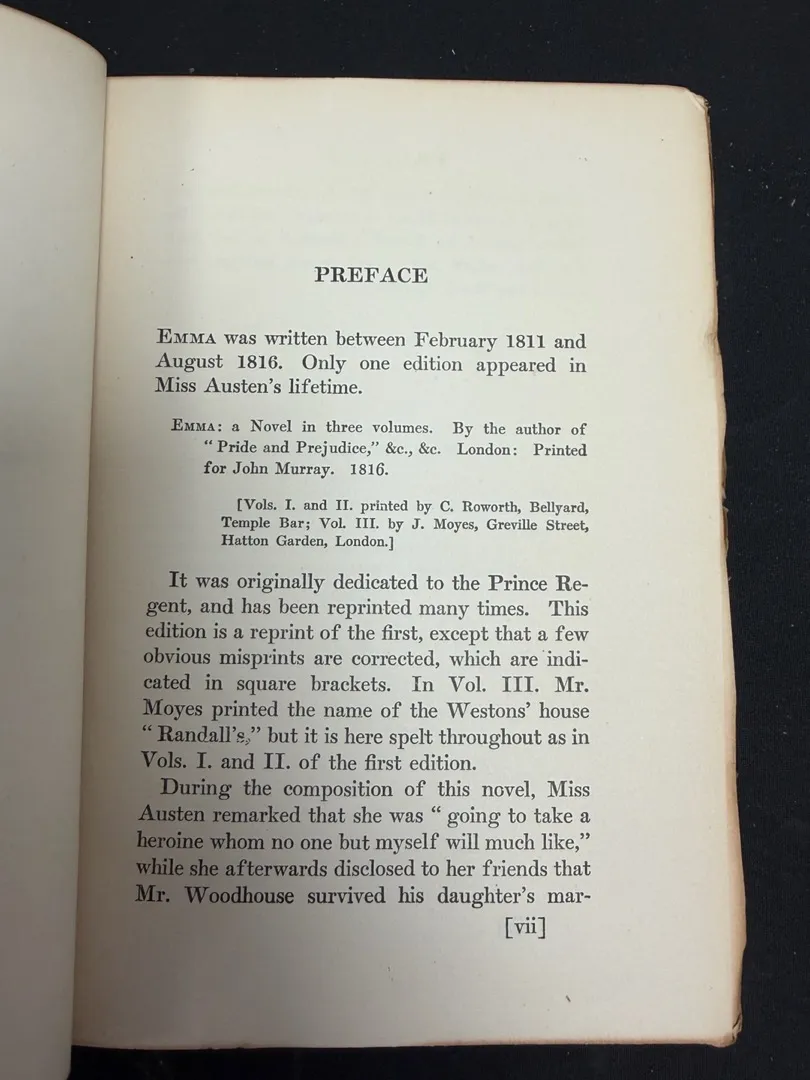 PREFACE
EMMA was written between February 1811 and
August 1816. Only one edition appeared in
Miss Austen's lifetime.
EMMA: a Novel in three volumes. By the author of
" Pride and Prejudice," &c., &c. London: Printed
for John Murray. 1816.
[Vols. I. and II. printed by C. Roworth, Bellyard,
Temple Bar; Vol. III. by J. Moyes, Greville Street,
Hatton Garden, London.]
It was originally dedicated to the Prince Re-
gent, and has been reprinted many times. This
edition is a reprint of the first, except that a few
obvious misprints are corrected, which are indi-
cated in square brackets. In Vol. III. Mr.
Moyes printed the name of the Westons' house
" Randall's," but it is here spelt throughout as in
Vols. I. and II. of the first edition.
During the composition of this novel, Miss
Austen remarked that she was " going to take a
heroine whom no one but myself will much like,"
while she afterwards disclosed to her friends that
Mr. Woodhouse survived his daughter's mar-
[vii]